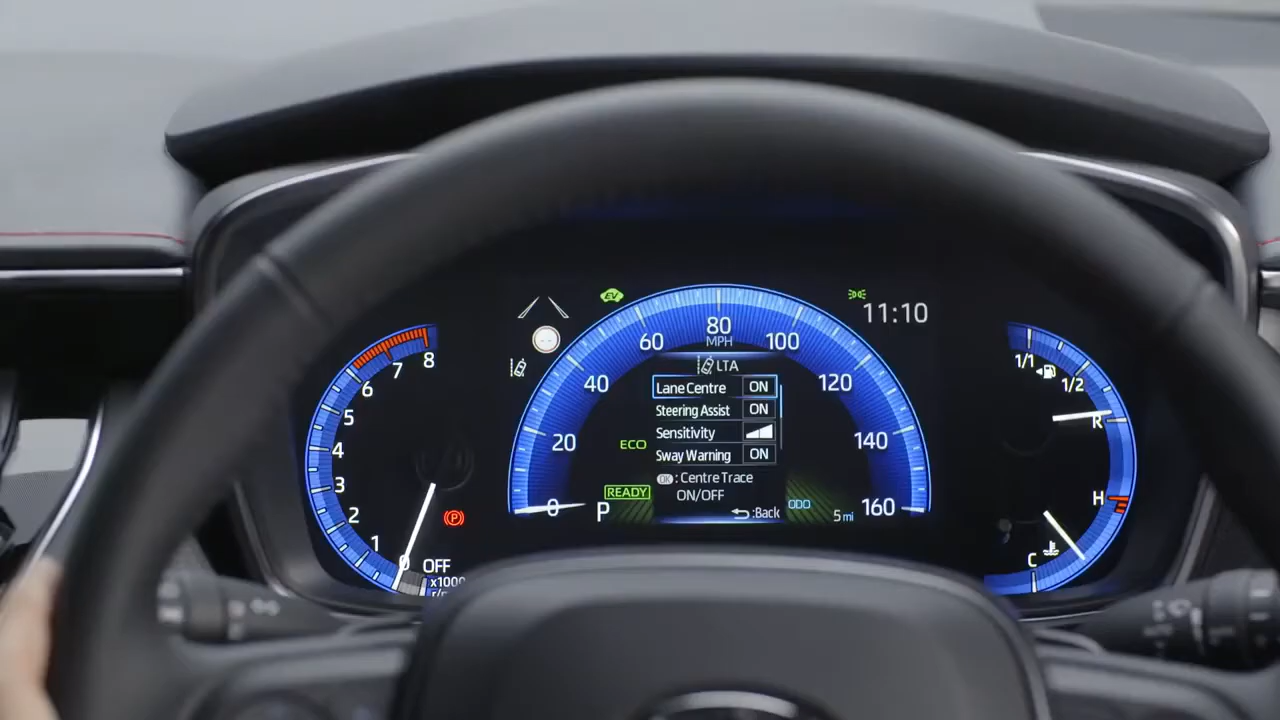 EV
11:10
80
MPH
60
100
40
120
20
140
0
160
LTA
Lane Centre ON
Steering Assist ON
Sensitivity
Sway Warning ON
OK : Centre Trace
ON/OFF
:Back
ECO
READY
P
ODO
5 mi
8
7
6
5
4
3
2
1
0
OFF
x1000
(P)
1/1
1/2
R
H
C